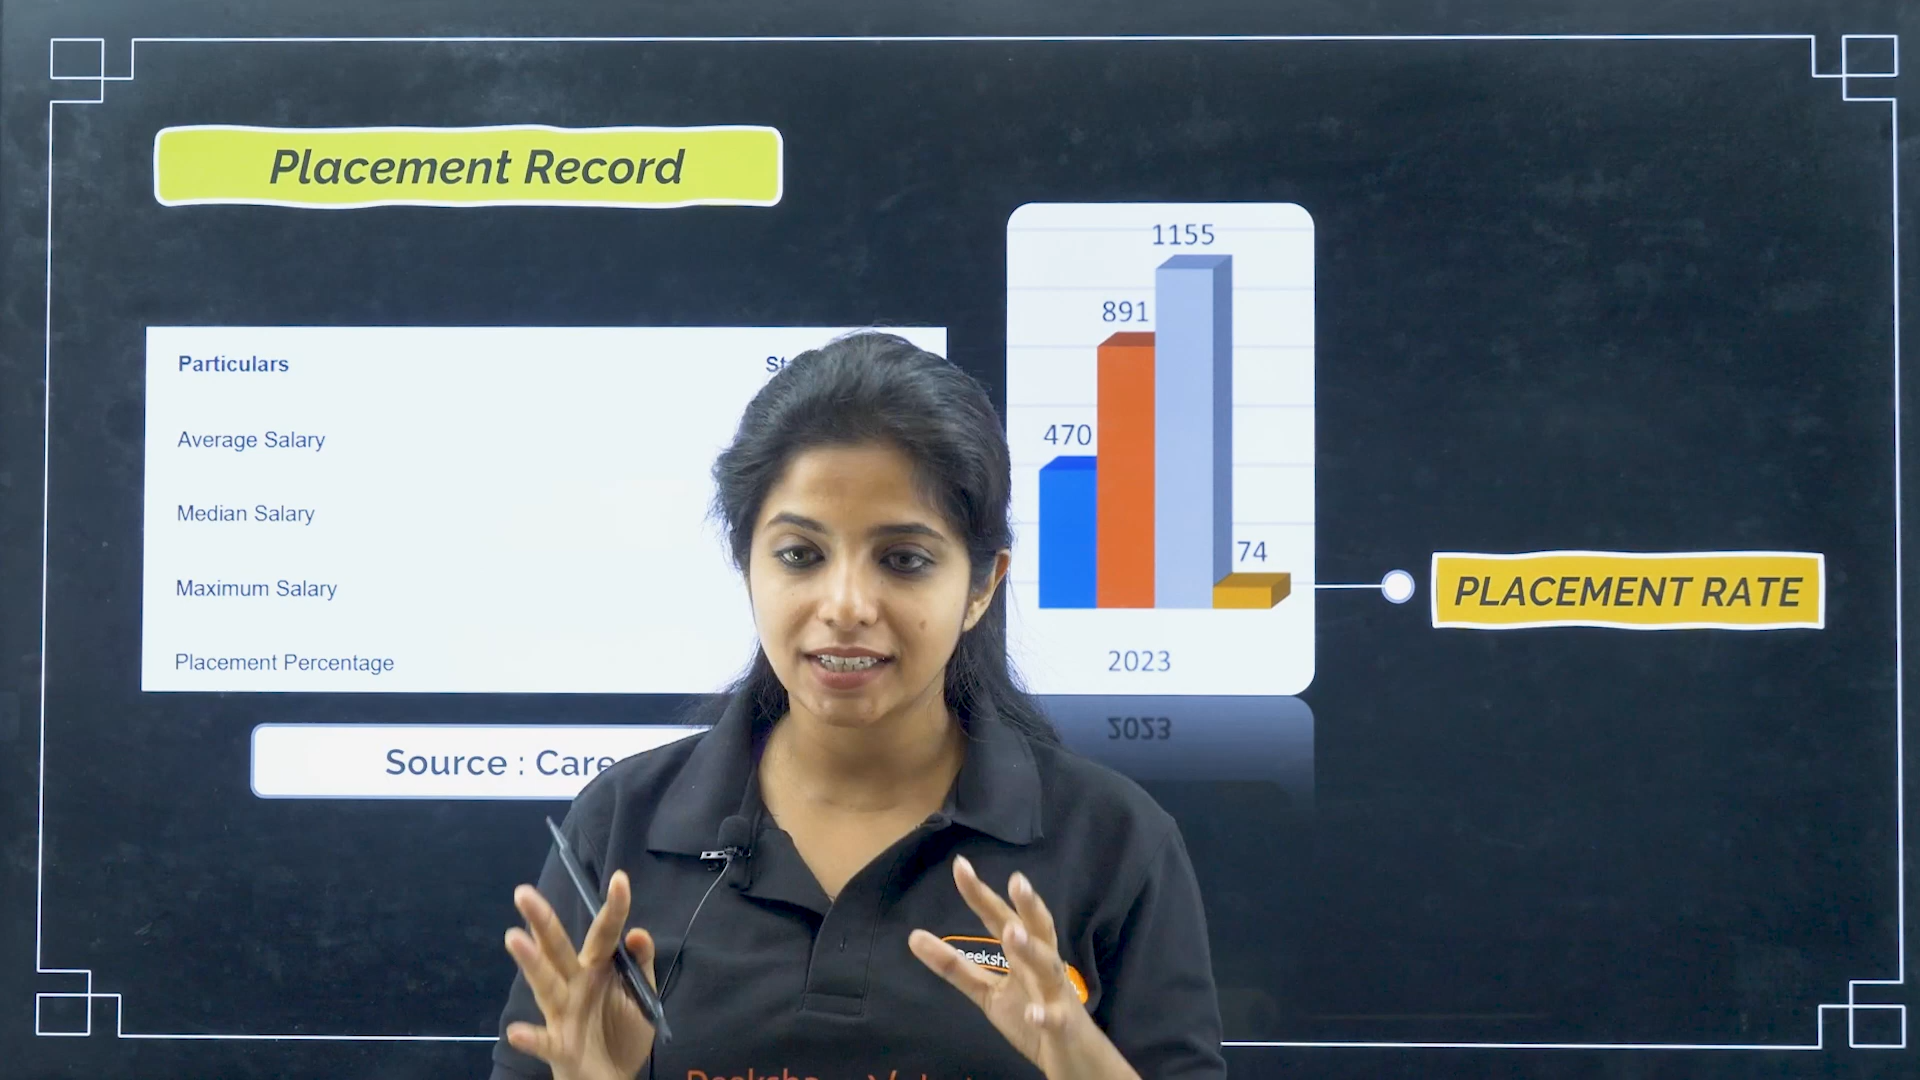 Placement Record
Particulars
Average Salary
Median Salary
Maximum Salary
Placement Percentage
Source :
1155
891
470
74
2023
PLACEMENT RATE
2023